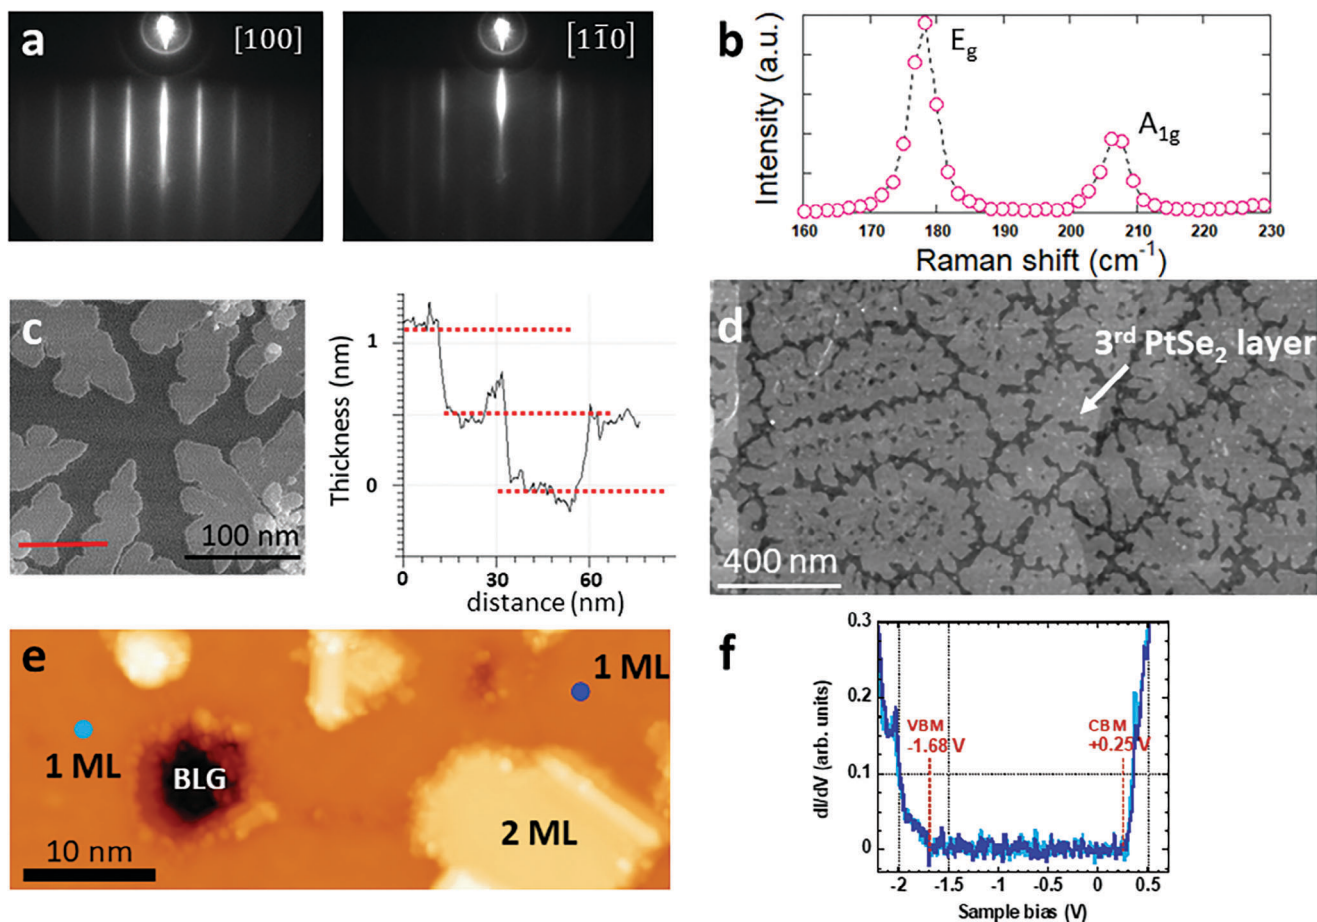 a
[100]
[11̄0]
b
Intensity (a.u.)
E_g
A_1g
160 170 180 190 200 210 220 230
Raman shift (cm⁻¹)
c
100 nm
Thickness (nm)
1
0
0 30 60
distance (nm)
d
3ʳᵈ PtSe₂ layer
400 nm
e
1 ML
1 ML
BLG
2 ML
10 nm
f
dI/dV (arb. units)
0.3
0.2
0.1
0
VBM
-1.68 V
CBM
+0.25 V
-2 -1.5 -1 -0.5 0 0.5
Sample bias (V)